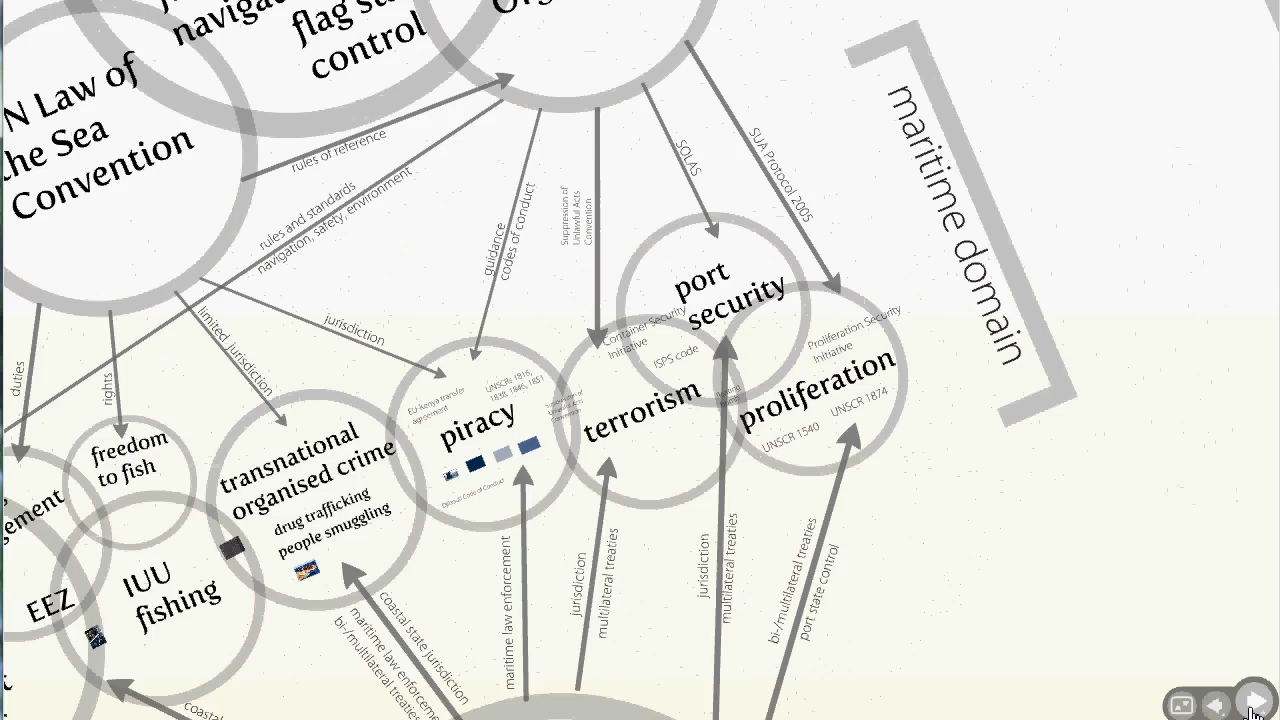 navigat
flag sta
control
Org
N Law of
the Sea
Convention
maritime domain
rules of reference
rules and standards
navigation, safety, environment
guidance
codes of conduct
Suppression of
Unlawful Acts
Convention
SOLAS
SUA Protocol 2005
duties
rights
limited jurisdiction
jurisdiction
port
security
Container Security
Initiative
ISPS code
terrorism
Proliferation Security
Initiative
proliferation
UNSCR 1874
UNSCR 1540
EU-Kenya transfer
agreement
UNSCRs 1816,
1838, 1846, 1851
piracy
Djibouti Code of Conduct
freedom
to fish
transnational
organised crime
drug trafficking
people smuggling
ement
EEZ
IUU
fishing
maritime law enforcement
jurisdiction
multilateral treaties
jurisdiction
multilateral treaties
bi-/multilateral treaties
port state control
coastal state jurisdiction
maritime law enforceme
bi-/multilateral treaties
coastal